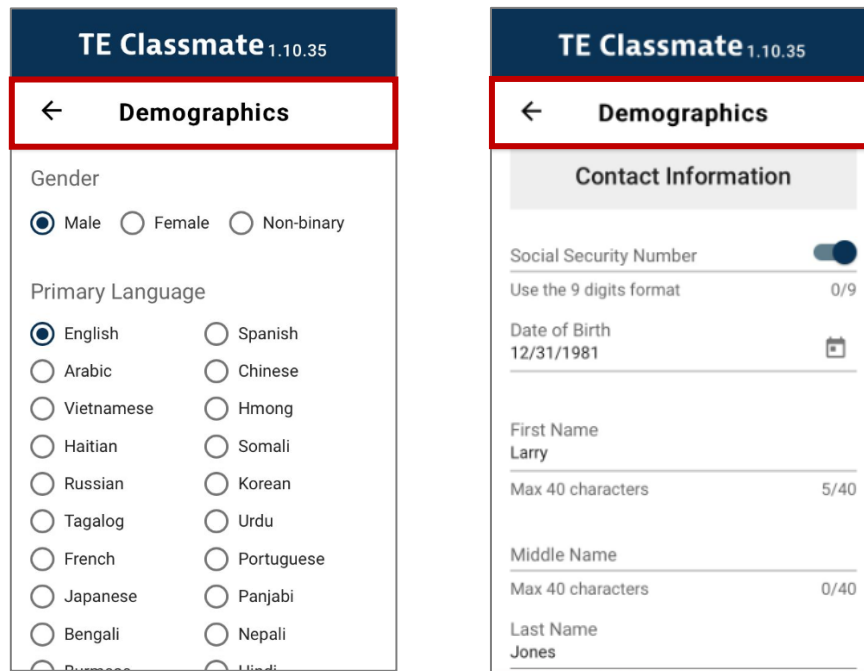 TE Classmate 1.10.35
Demographics
Gender
Male Female Non-binary
Primary Language
English Spanish
Arabic Chinese
Vietnamese Hmong
Haitian Somali
Russian Korean
Tagalog Urdu
French Portuguese
Japanese Panjabi
Bengali Nepali
Burmese Hindi
TE Classmate 1.10.35
Demographics
Contact Information
Social Security Number
Use the 9 digits format 0/9
Date of Birth
12/31/1981
First Name
Larry
Max 40 characters 5/40
Middle Name
Max 40 characters 0/40
Last Name
Jones